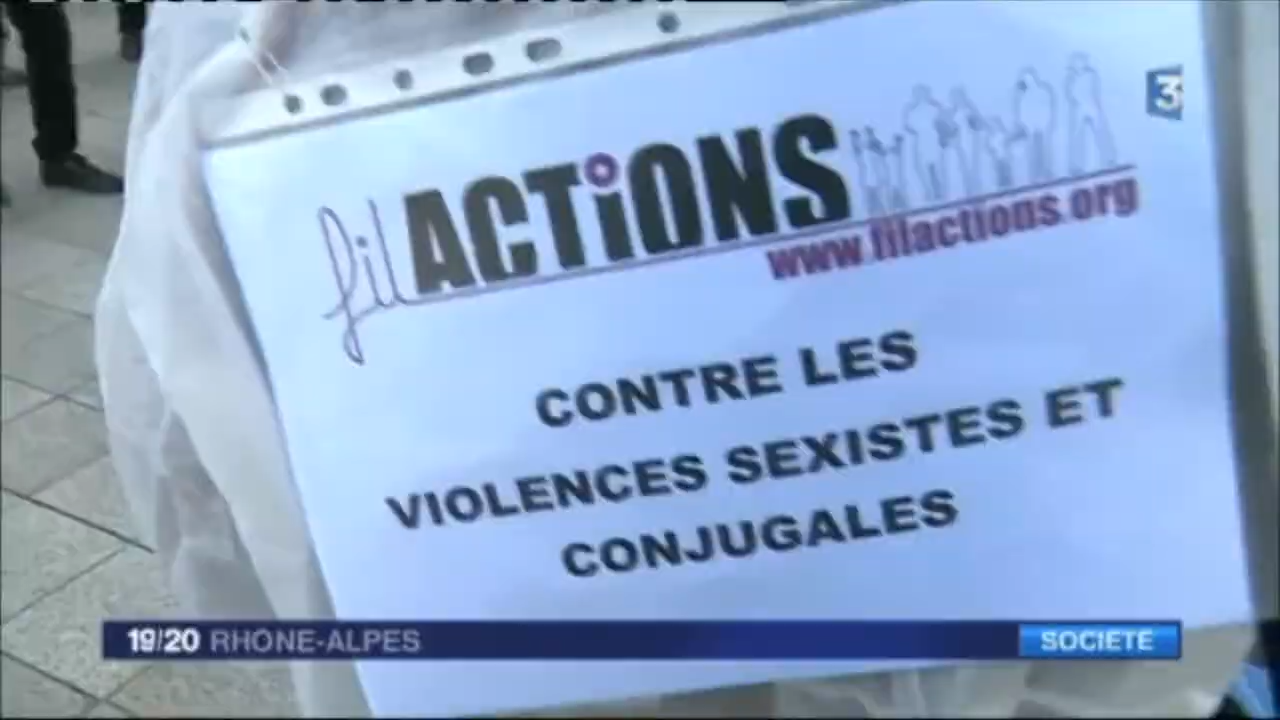 3
filACTiONS
www.filactions.org
CONTRE LES
VIOLENCES SEXISTES ET
CONJUGALES
19/20 RHONE-ALPES
SOCIETE